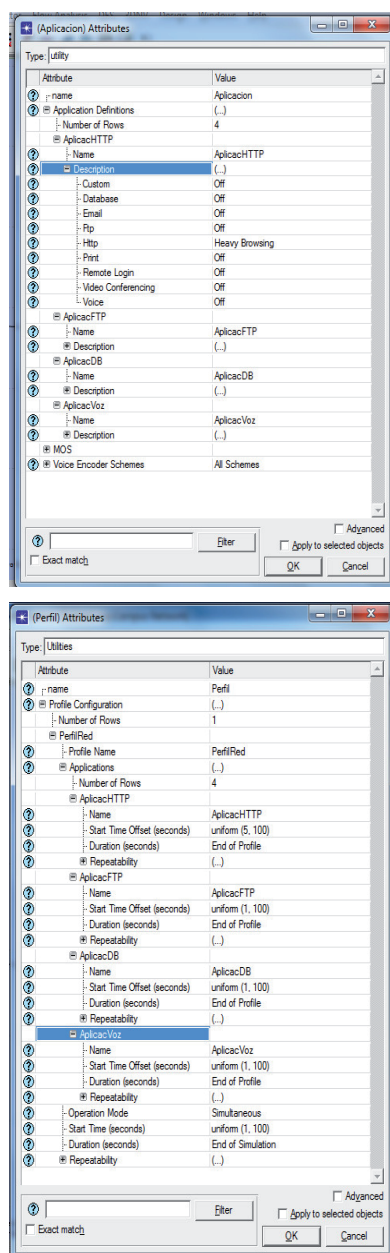 (Aplicacion) Attributes
Type: utility
Attribute Value
name Aplicacion
Application Definitions (...)
Number of Rows 4
AplicacHTTP
Name AplicacHTTP
Description (...)
Custom Off
Database Off
Email Off
Ftp Off
Http Heavy Browsing
Print Off
Remote Login Off
Video Conferencing Off
Voice Off
AplicacFTP
Name AplicacFTP
Description (...)
AplicacDB
Name AplicacDB
Description (...)
AplicacVoz
Name AplicacVoz
Description (...)
MOS
Voice Encoder Schemes All Schemes
Advanced
Filter Apply to selected objects
Exact match OK Cancel
(Perfil) Attributes
Type: Utilities
Attribute Value
name Perfil
Profile Configuration (...)
Number of Rows 1
PerfilRed
Profile Name PerfilRed
Applications (...)
Number of Rows 4
AplicacHTTP
Name AplicacHTTP
Start Time Offset (seconds) uniform (5, 100)
Duration (seconds) End of Profile
Repeatability (...)
AplicacFTP
Name AplicacFTP
Start Time Offset (seconds) uniform (1, 100)
Duration (seconds) End of Profile
Repeatability (...)
AplicacDB
Name AplicacDB
Start Time Offset (seconds) uniform (1, 100)
Duration (seconds) End of Profile
Repeatability (...)
AplicacVoz
Name AplicacVoz
Start Time Offset (seconds) uniform (1, 100)
Duration (seconds) End of Profile
Repeatability (...)
Operation Mode Simultaneous
Start Time (seconds) uniform (1, 100)
Duration (seconds) End of Simulation
Repeatability (...)
Advanced
Filter Apply to selected objects
Exact match OK Cancel